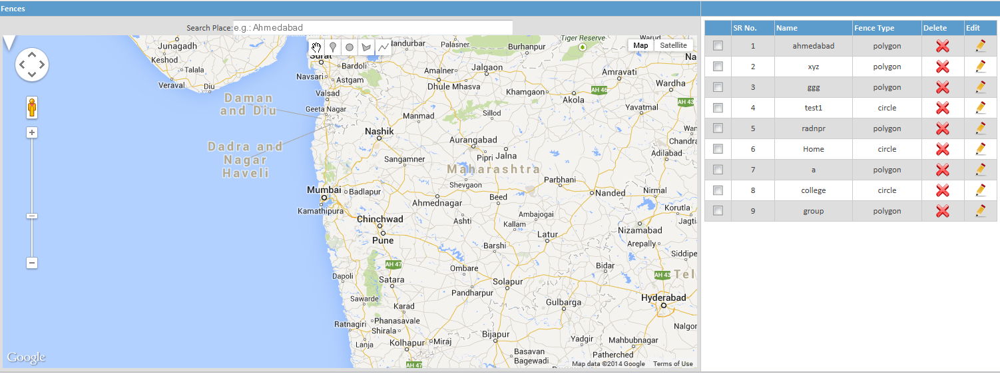 Fences
Search Place: e.g.: Ahmedabad
Map Satellite
Junagadh
Keshod
Talala
Veraval
Diu
Daman
and Diu
Dadra and
Nagar
Haveli
Surat
Bardoli
Navsari
Astgam
Valsad
Geeta Nagar
Nandurbar
Palasner
Burhanpur
Tiger Reserve
Amalner
Jalgaon
Dhule Mhasva
Khamgaon
Akola
AH 46
Amravati
Wardha
AH 43
Na
Yavatmal
Manmad
Sillod
Nashik
Aurangabad
Pipri
Jalna
Wan
Chandra
Adilabad
Sangamner
Maharashtra
Shevgaon
Parbhani
Mumbai
Badlapur
Kamathipura
Ahmednagar
Beed
Nanded
Nirmal
Korutla
Jagti
Ashti
Ambajogai
Kallam
Chinchwad
Pune
Latur
Nizamabad
Barshi
Arepally
Siddipe
AH 47
Ombare
Bidar
AH 43
Tel
Dapoli
Satara
Solapur
Pandharpur
Hyderabad
Sawarde
Karad
Gulbarga
Ratnagiri
Phanasavale
Shirala
Nalgor
Lanja
Kolhapur
Miraj
Bijapur
Yadgir
Mahbubnagar
AH 47
Basavan
Bagewadi
Patherched
Google
Map data ©2014 Google Terms of Use
SR No. Name Fence Type Delete Edit
1 ahmedabad polygon
2 xyz polygon
3 ggg polygon
4 test1 circle
5 radnpr polygon
6 Home circle
7 a polygon
8 college circle
9 group polygon